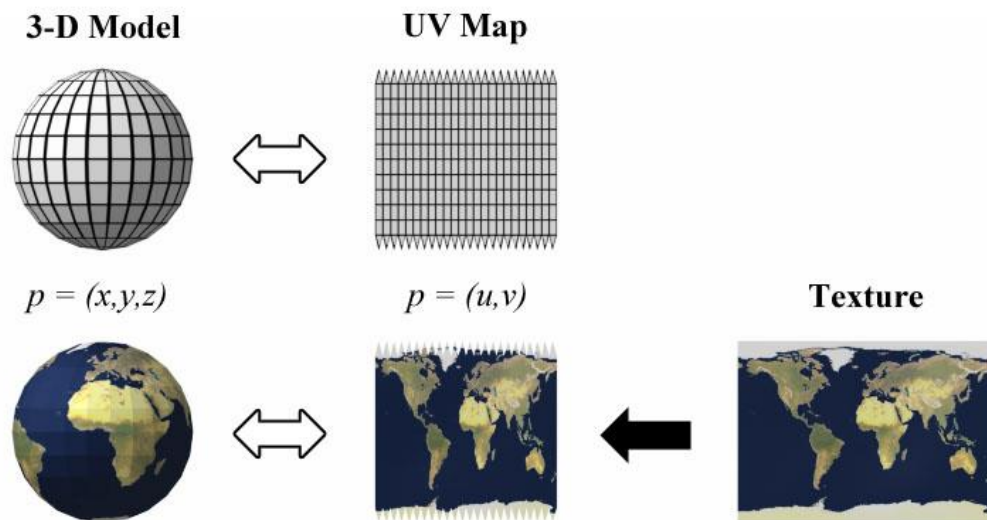 3-D Model
UV Map
p = (x,y,z)
p = (u,v)
Texture